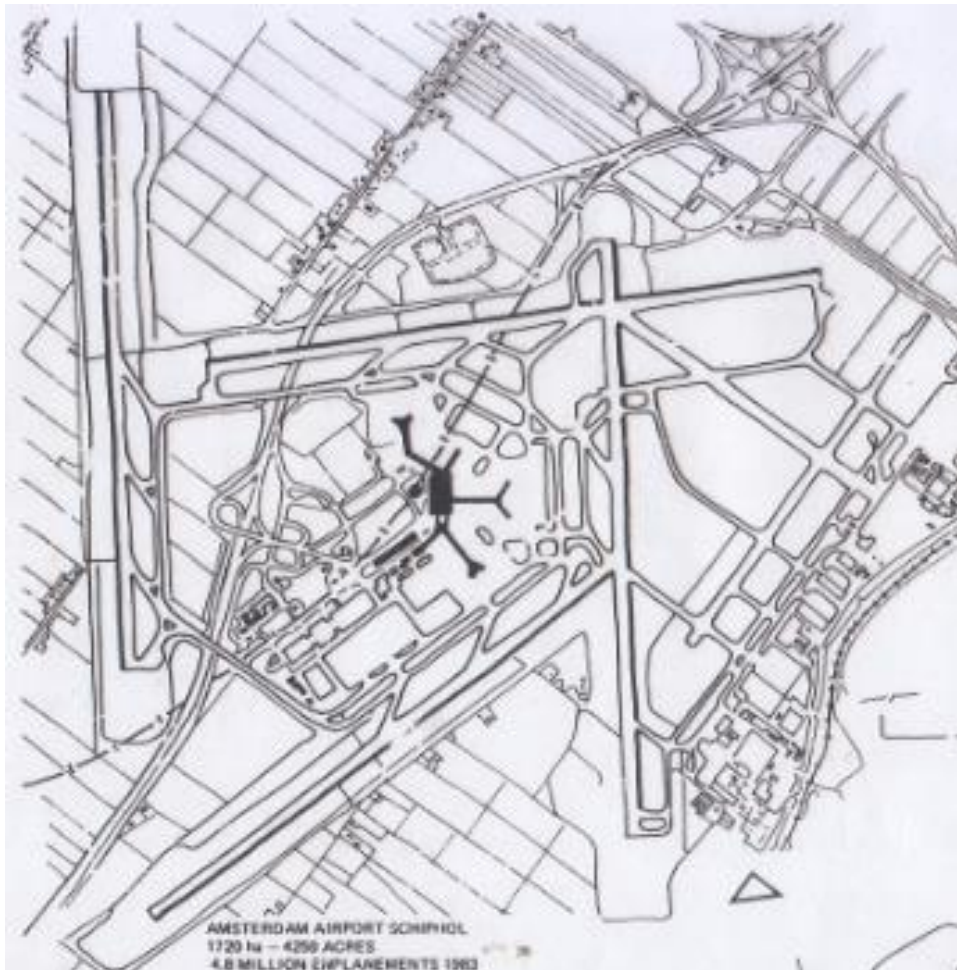 AMSTERDAM AIRPORT SCHIPHOL
1720 ha — 4250 ACRES
4.8 MILLION ENPLANEMENTS 1983